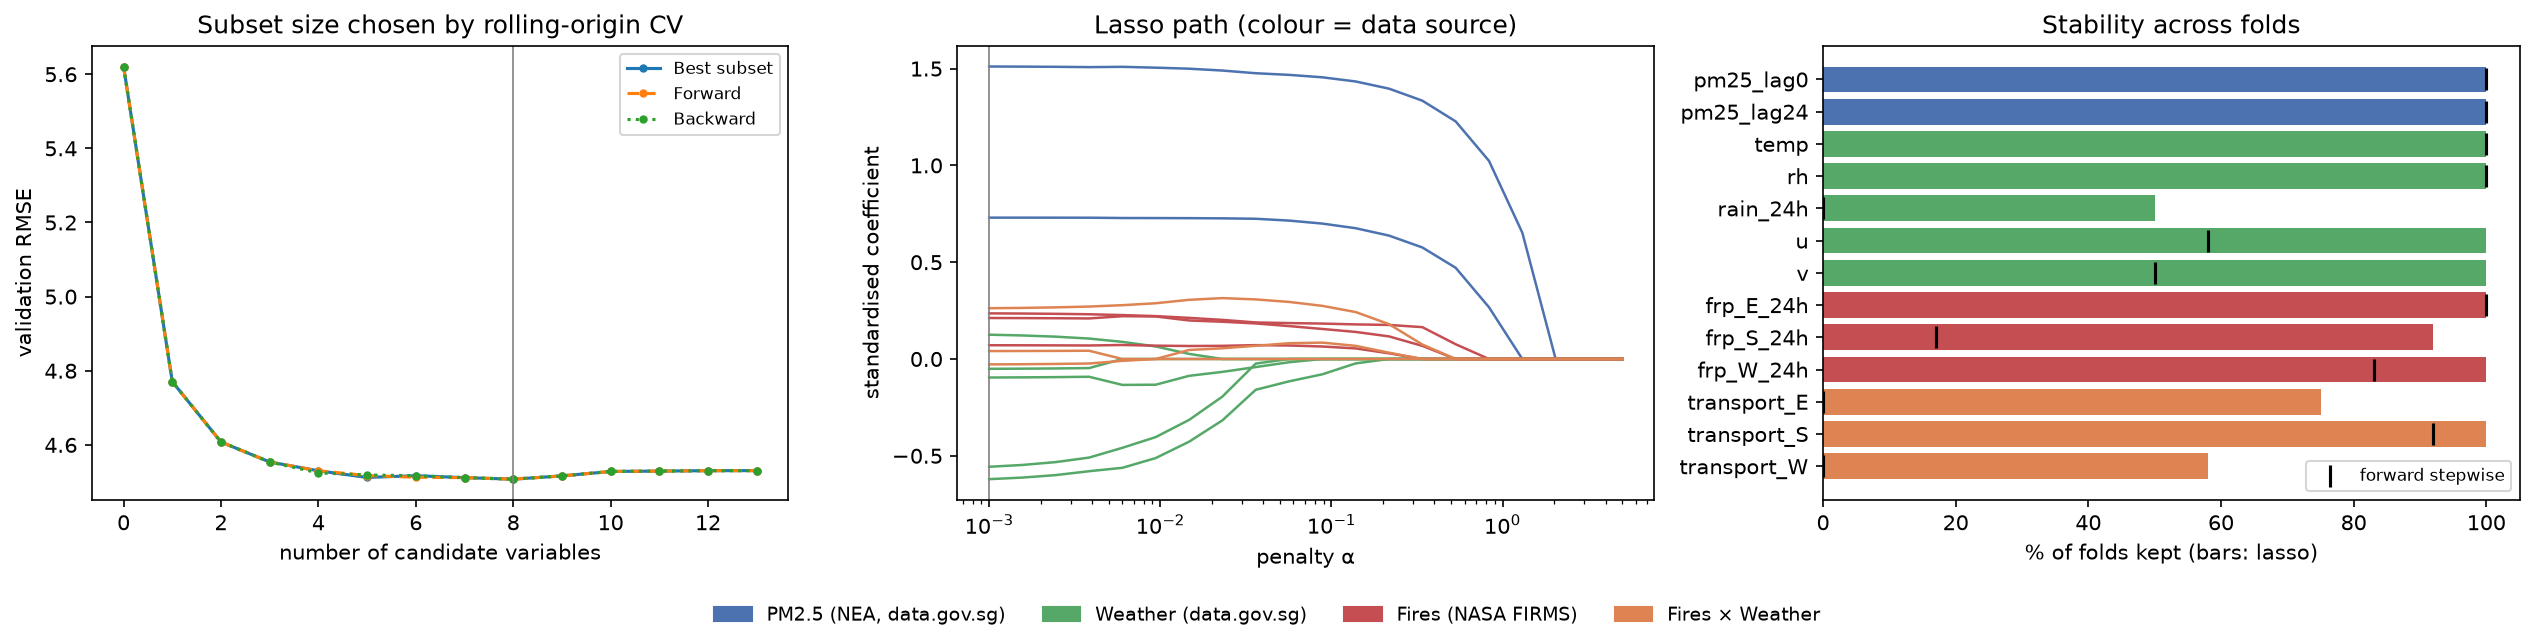 Subset size chosen by rolling-origin CV
validation RMSE
5.6
5.4
5.2
5.0
4.8
4.6
0 2 4 6 8 10 12
number of candidate variables
Best subset
Forward
Backward
Lasso path (colour = data source)
standardised coefficient
1.5
1.0
0.5
0.0
−0.5
10⁻³ 10⁻² 10⁻¹ 10⁰
penalty α
Stability across folds
pm25_lag0
pm25_lag24
temp
rh
rain_24h
u
v
frp_E_24h
frp_S_24h
frp_W_24h
transport_E
transport_S
transport_W
forward stepwise
0 20 40 60 80 100
% of folds kept (bars: lasso)
PM2.5 (NEA, data.gov.sg) Weather (data.gov.sg) Fires (NASA FIRMS) Fires × Weather